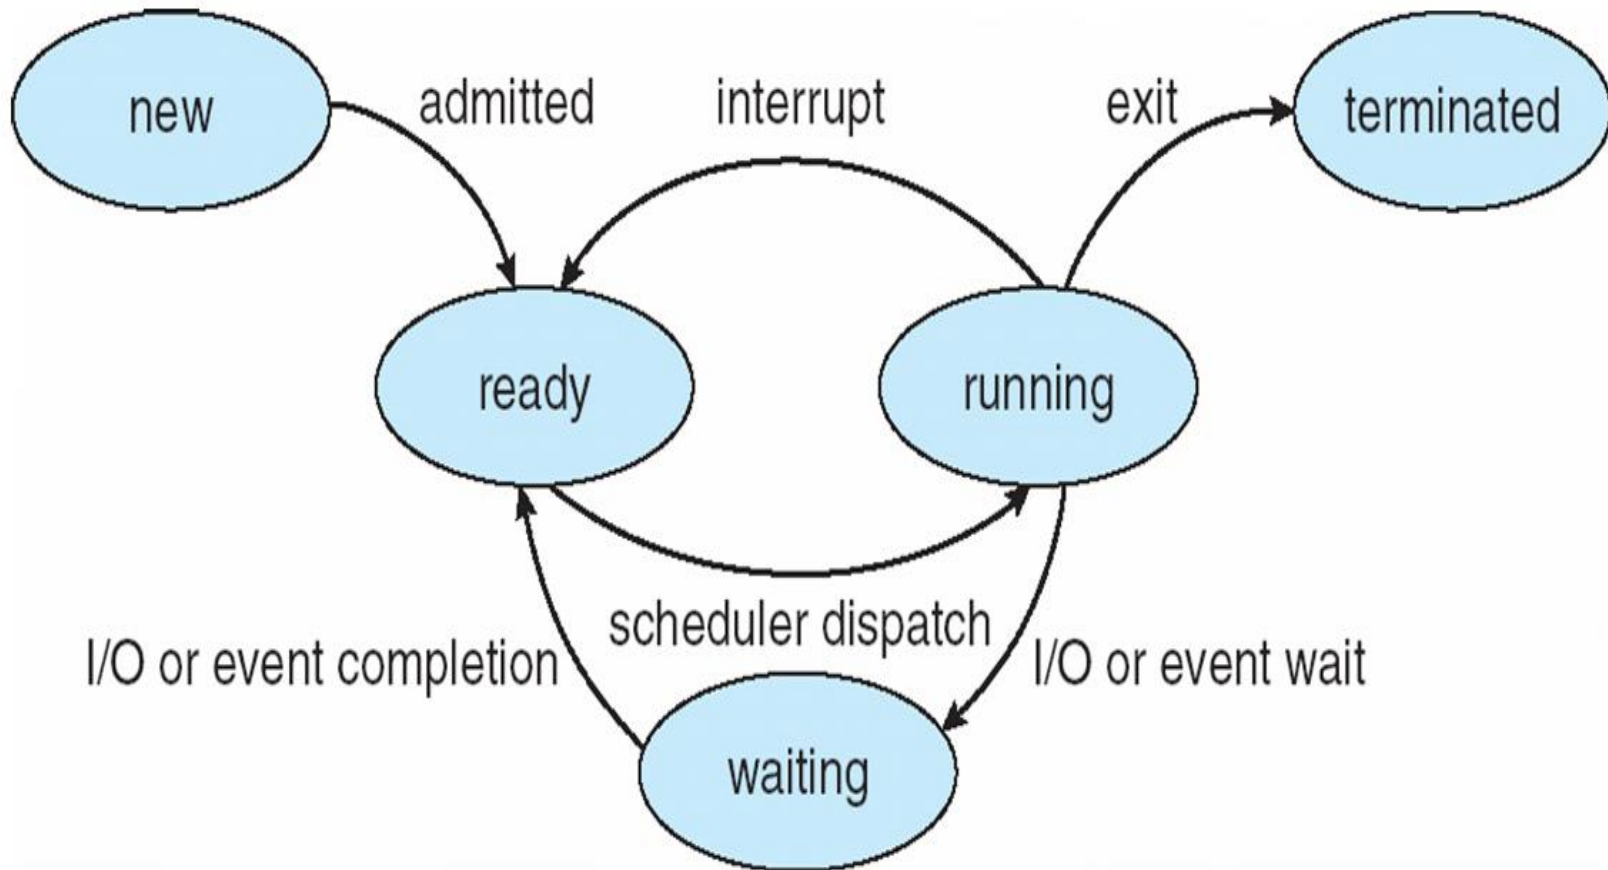 new
admitted
interrupt
exit
terminated
ready
running
scheduler dispatch
I/O or event completion
I/O or event wait
waiting